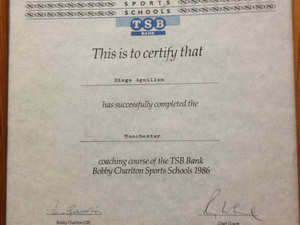 SPORTS
SCHOOLS
TSB
BANK
This is to certify that
Diego Aguillon
has successfully completed the
Manchester
coaching course of the TSB Bank
Bobby Charlton Sports Schools 1986
Bobby Charlton CBE
Chief Coach